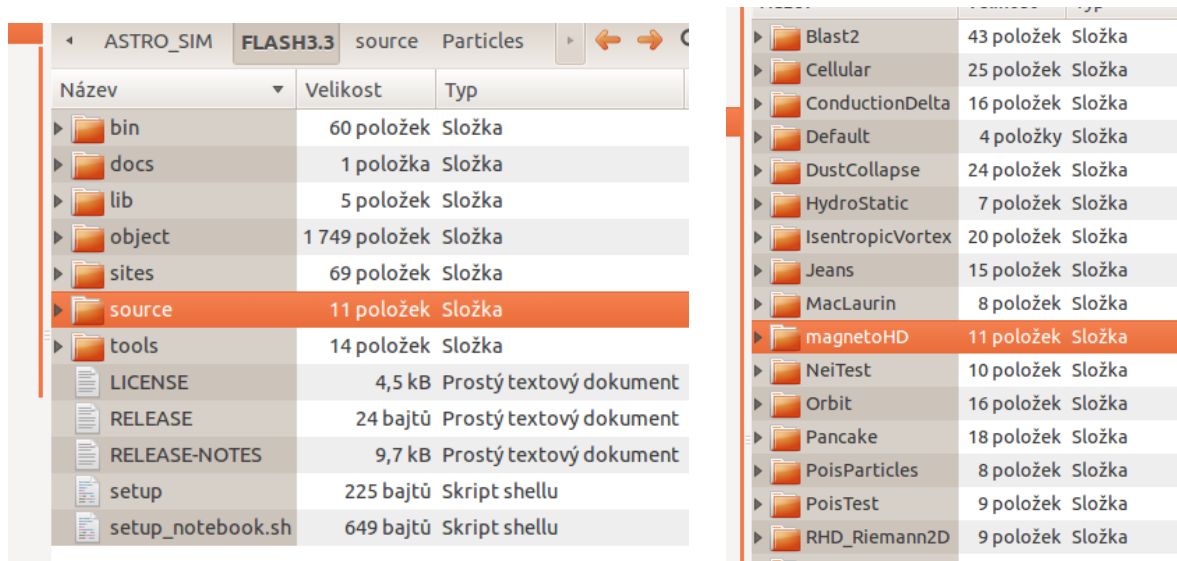 ASTRO_SIM FLASH3.3 source Particles
Název Velikost Typ
bin 60 položek Složka
docs 1 položka Složka
lib 5 položek Složka
object 1 749 položek Složka
sites 69 položek Složka
source 11 položek Složka
tools 14 položek Složka
LICENSE 4,5 kB Prostý textový dokument
RELEASE 24 bajtů Prostý textový dokument
RELEASE-NOTES 9,7 kB Prostý textový dokument
setup 225 bajtů Skript shellu
setup_notebook.sh 649 bajtů Skript shellu
Blast2 43 položek Složka
Cellular 25 položek Složka
ConductionDelta 16 položek Složka
Default 4 položky Složka
DustCollapse 24 položek Složka
HydroStatic 7 položek Složka
IsentropicVortex 20 položek Složka
Jeans 15 položek Složka
MacLaurin 8 položek Složka
magnetoHD 11 položek Složka
NeiTest 10 položek Složka
Orbit 16 položek Složka
Pancake 18 položek Složka
PoisParticles 8 položek Složka
PoisTest 9 položek Složka
RHD_Riemann2D 9 položek Složka